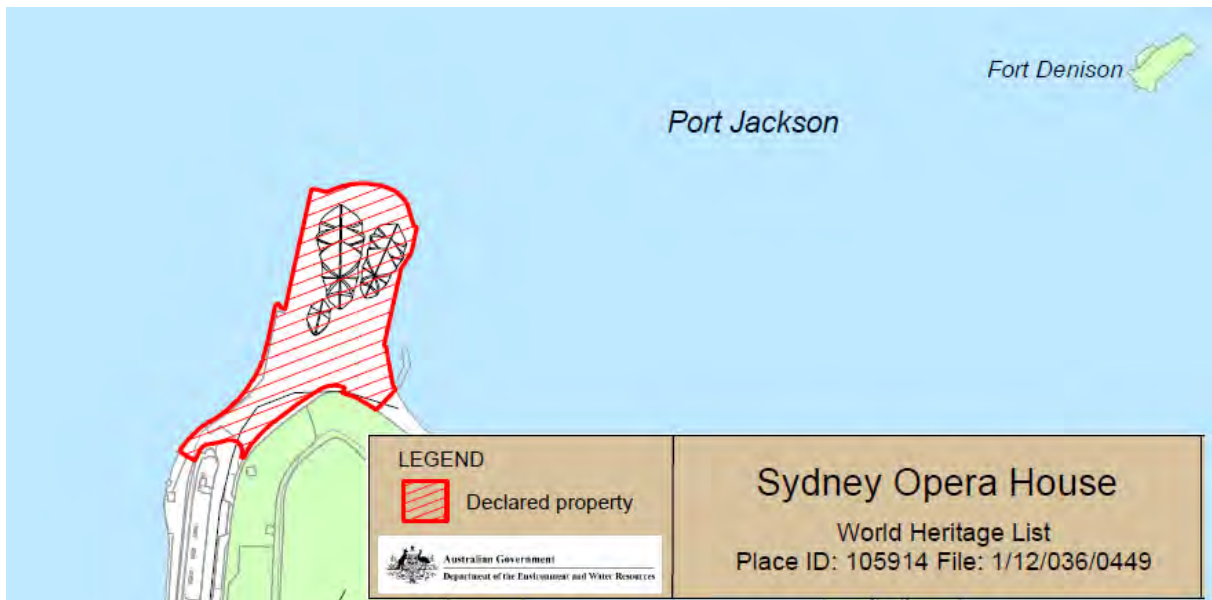 Fort Denison
Port Jackson
LEGEND
Declared property
Australian Government
Department of the Environment and Water Resources
Sydney Opera House
World Heritage List
Place ID: 105914 File: 1/12/036/0449